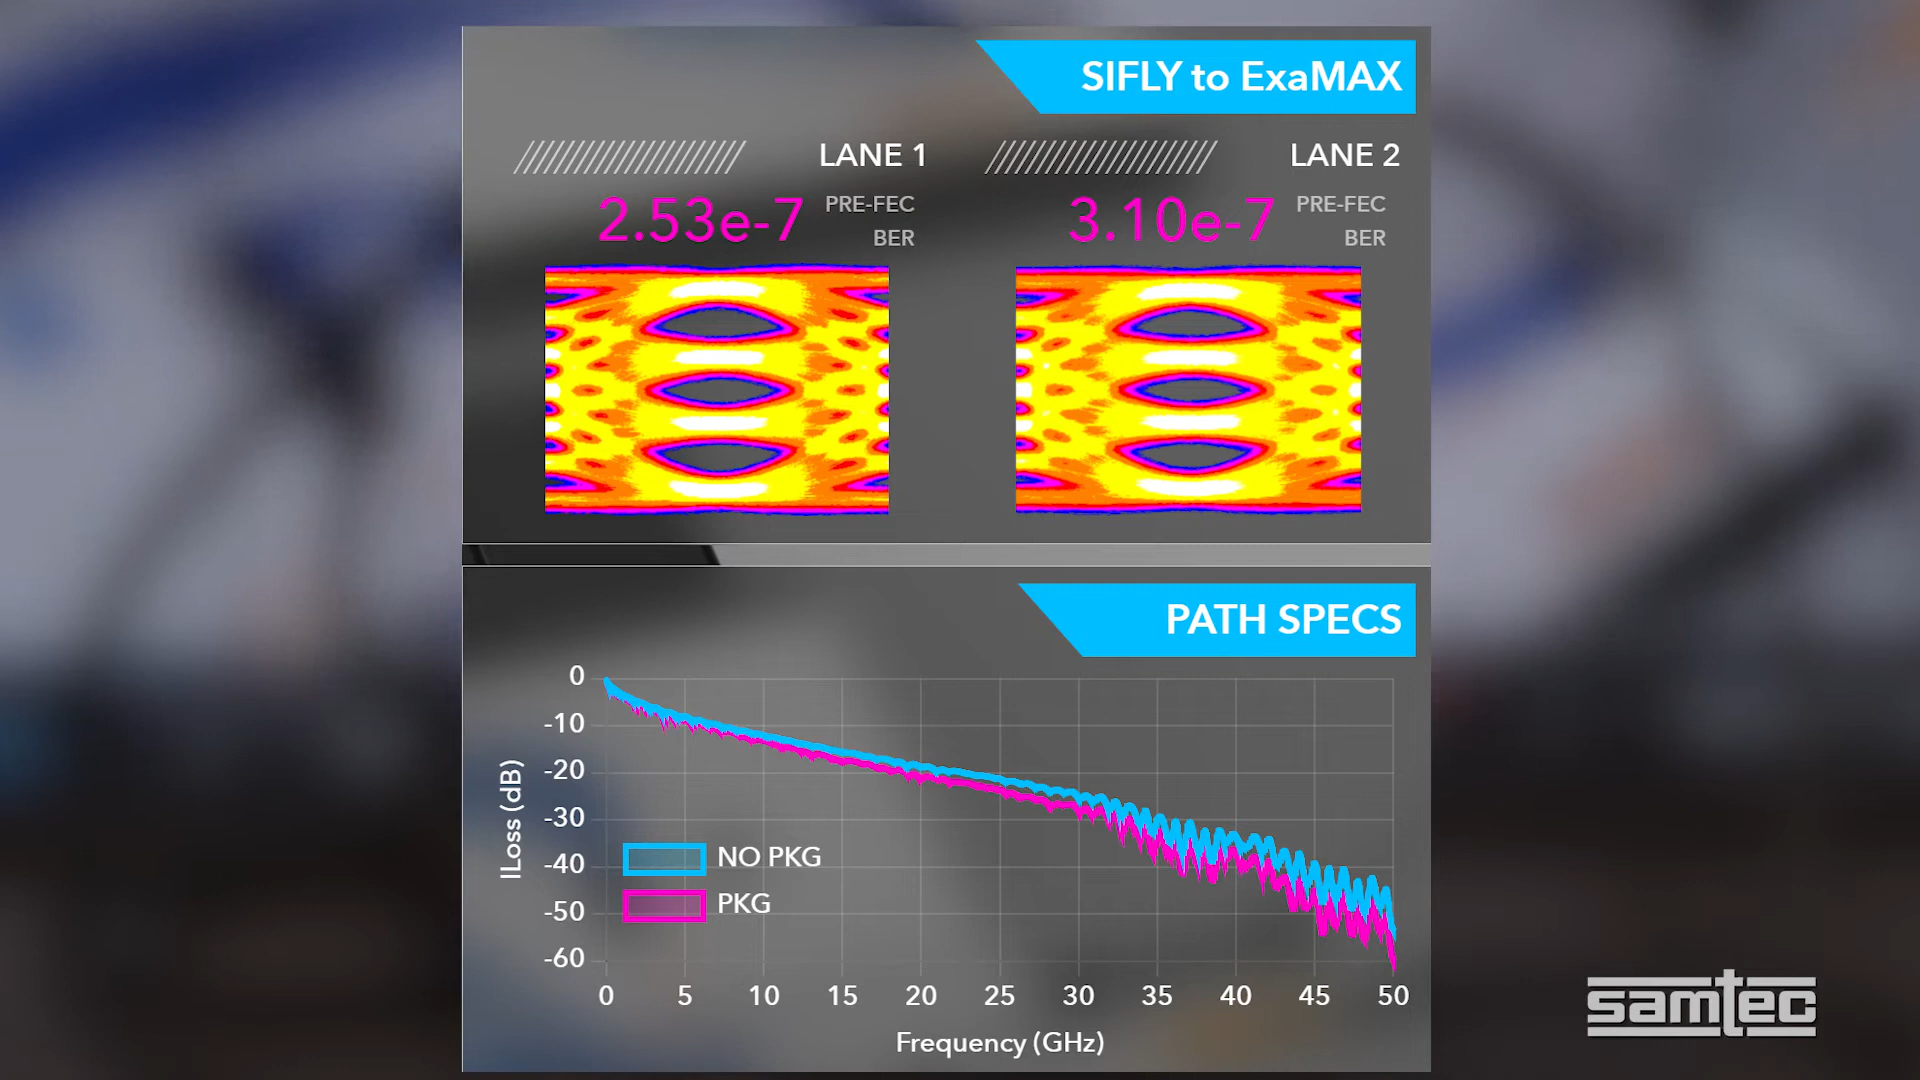 SIFLY to ExaMAX
LANE 1
2.53e-7
PRE-FEC
BER
LANE 2
3.10e-7
PRE-FEC
BER
PATH SPECS
0
-10
-20
-30
-40
-50
-60
ILoss (dB)
NO PKG
PKG
0 5 10 15 20 25 30 35 40 45 50
Frequency (GHz)
samtec